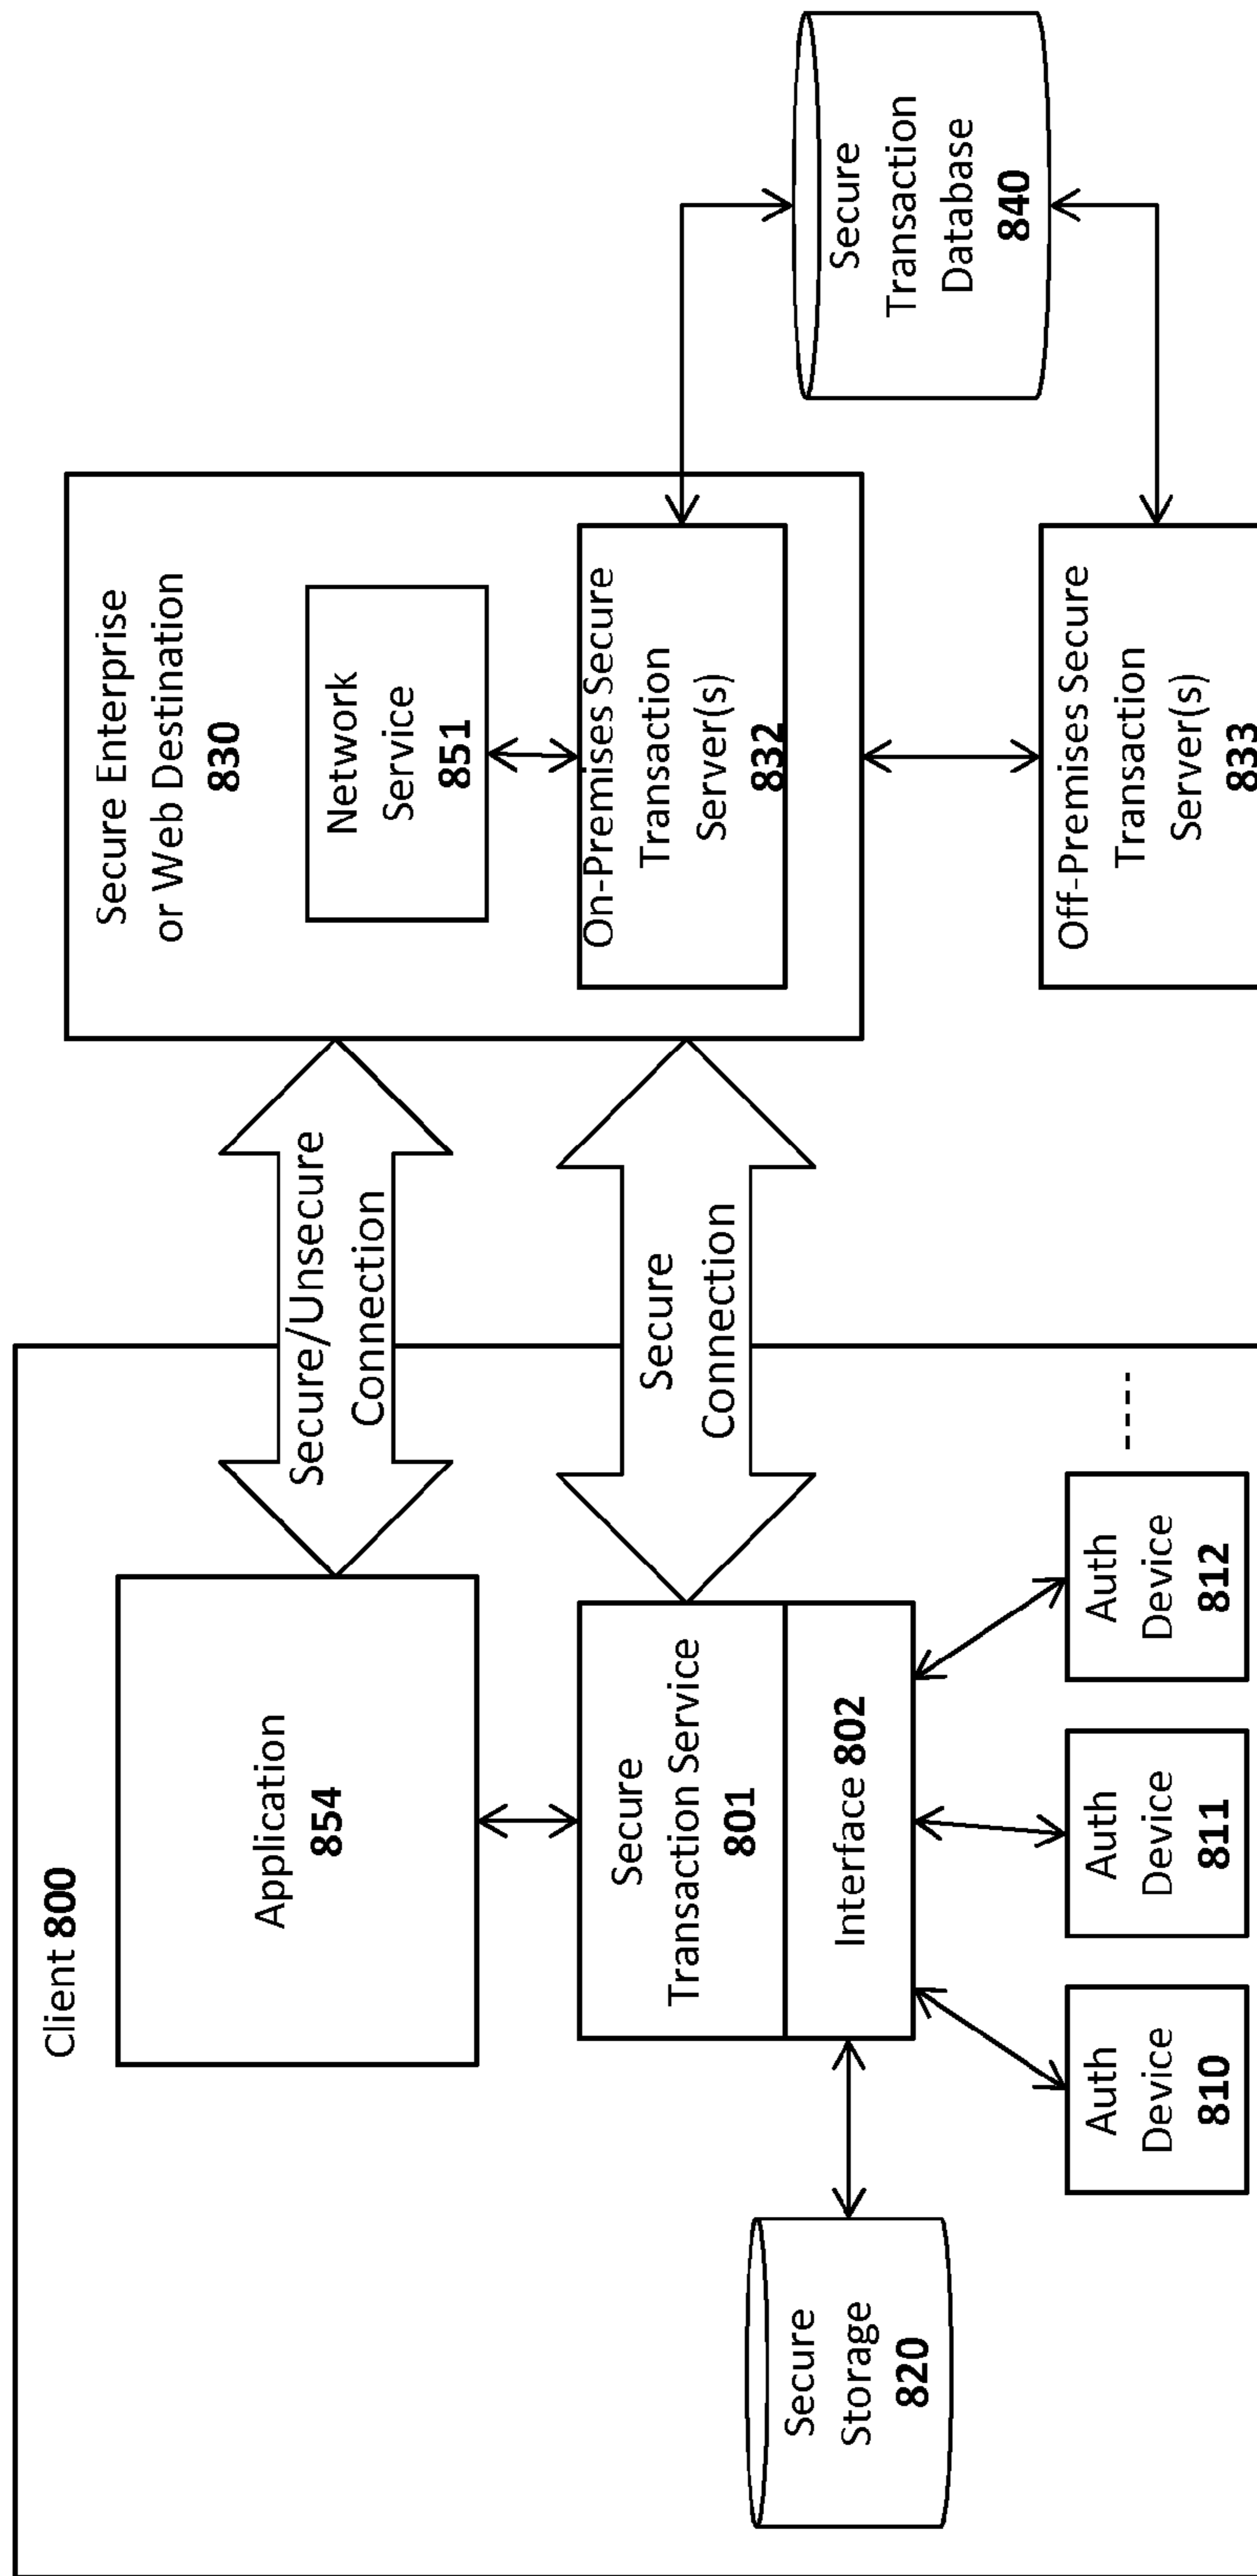 Client 800
Application
854
Secure
Transaction Service
801
Interface 802
Secure
Storage
820
Auth
Device
810
Auth
Device
811
Auth
Device
812
Secure/Unsecure
Connection
Secure
Connection
Secure Enterprise
or Web Destination
830
Network
Service
851
On-Premises Secure
Transaction
Server(s)
832
Off-Premises Secure
Transaction
Server(s)
833
Secure
Transaction
Database
840